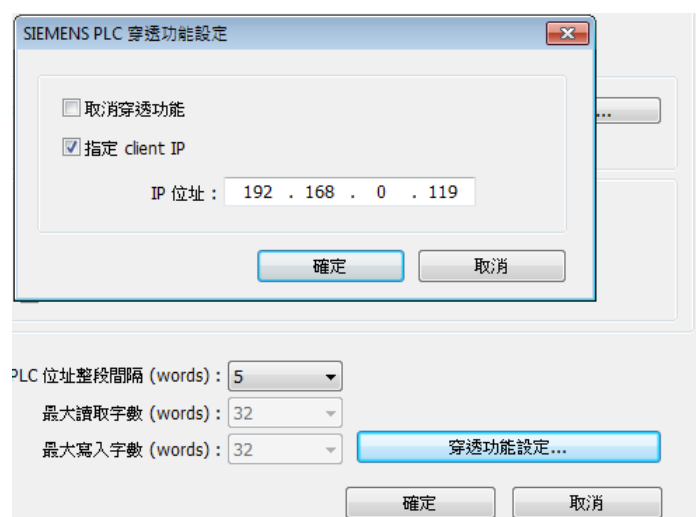 SIEMENS PLC 穿透功能設定
取消穿透功能
...
指定 client IP
IP 位址： 192 . 168 . 0 . 119
確定 取消
PLC 位址整段間隔 (words)： 5
最大讀取字數 (words)： 32
最大寫入字數 (words)： 32 穿透功能設定...
確定 取消